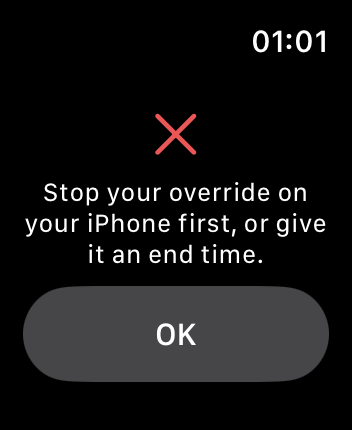 01:01
Stop your override on
your iPhone first, or give
it an end time.
OK